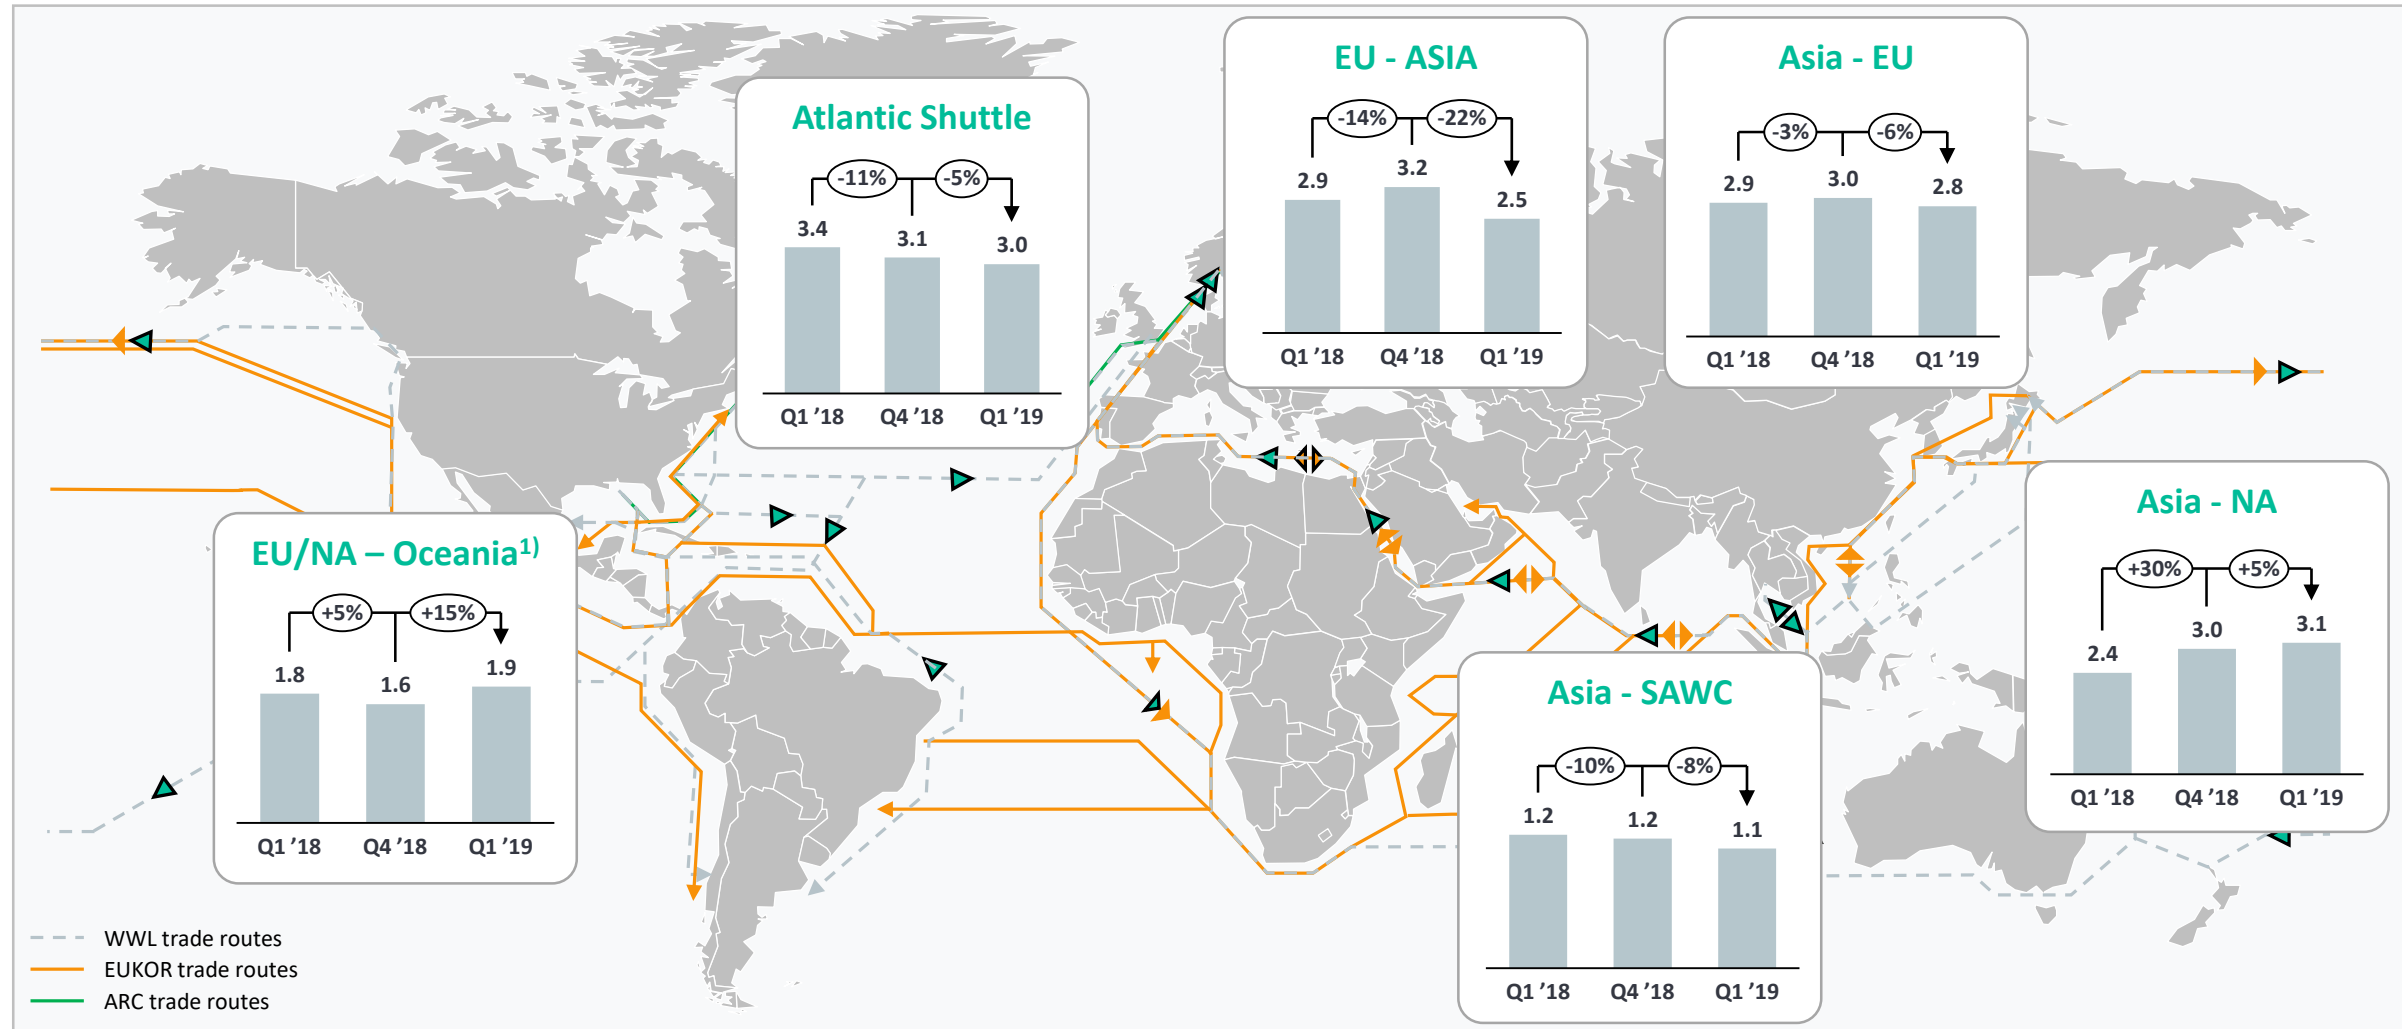 EU - ASIA
-14% -22%
2.9 3.2 2.5
Q1 ’18 Q4 ’18 Q1 ’19
Asia - EU
-3% -6%
2.9 3.0 2.8
Q1 ’18 Q4 ’18 Q1 ’19
Atlantic Shuttle
-11% -5%
3.4 3.1 3.0
Q1 ’18 Q4 ’18 Q1 ’19
EU/NA – Oceania1)
+5% +15%
1.8 1.6 1.9
Q1 ’18 Q4 ’18 Q1 ’19
Asia - NA
+30% +5%
2.4 3.0 3.1
Q1 ’18 Q4 ’18 Q1 ’19
Asia - SAWC
-10% -8%
1.2 1.2 1.1
Q1 ’18 Q4 ’18 Q1 ’19
WWL trade routes
EUKOR trade routes
ARC trade routes